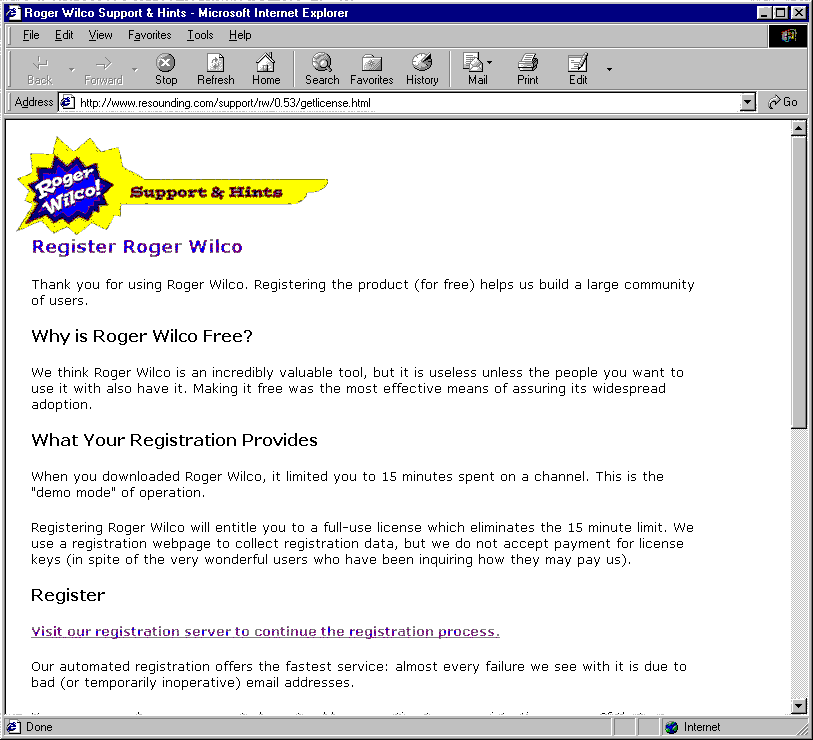 Roger Wilco Support & Hints - Microsoft Internet Explorer
File Edit View Favorites Tools Help
Back Forward Stop Refresh Home Search Favorites History Mail Print Edit
Address http://www.resounding.com/support/rw/0.53/getlicense.html Go
Roger Wilco!
Support & Hints
Register Roger Wilco
Thank you for using Roger Wilco. Registering the product (for free) helps us build a large community
of users.
Why is Roger Wilco Free?
We think Roger Wilco is an incredibly valuable tool, but it is useless unless the people you want to
use it with also have it. Making it free was the most effective means of assuring its widespread
adoption.
What Your Registration Provides
When you downloaded Roger Wilco, it limited you to 15 minutes spent on a channel. This is the
"demo mode" of operation.
Registering Roger Wilco will entitle you to a full-use license which eliminates the 15 minute limit. We
use a registration webpage to collect registration data, but we do not accept payment for license
keys (in spite of the very wonderful users who have been inquiring how they may pay us).
Register
Visit our registration server to continue the registration process.
Our automated registration offers the fastest service: almost every failure we see with it is due to
bad (or temporarily inoperative) email addresses.
Done Internet